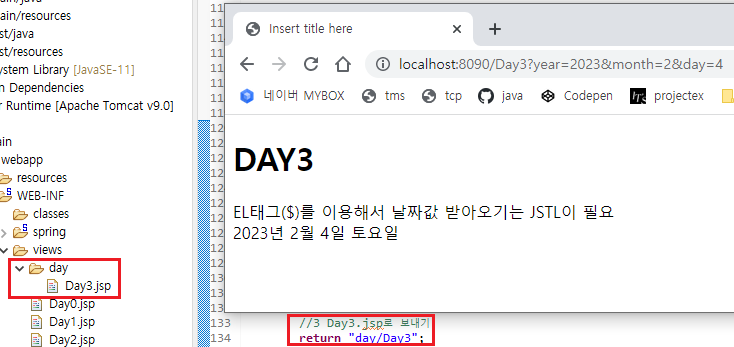 ain/resources
st/java
st/resources
ystem Library [JavaSE-11]
n Dependencies
r Runtime [Apache Tomcat v9.0]
ain
webapp
resources
WEB-INF
classes
spring
views
day
Day3.jsp
Day0.jsp
Day1.jsp
Day2.jsp
Insert title here
localhost:8090/Day3?year=2023&month=2&day=4
네이버 MYBOX
tms
tcp
java
Codepen
projectex
DAY3
EL태그($)를 이용해서 날짜값 받아오기는 JSTL이 필요
2023년 2월 4일 토요일
133 //3 Day3.jsp로 보내기
134 return "day/Day3";